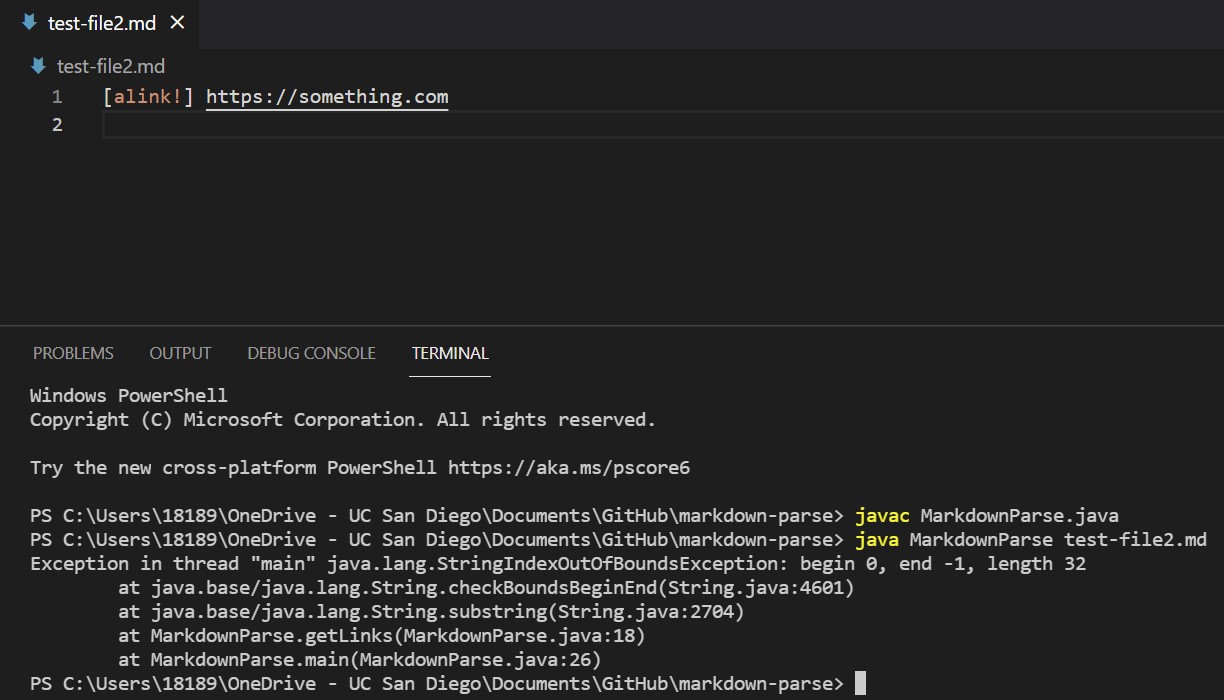 test-file2.md ×
test-file2.md
1 [alink!] https://something.com
2
PROBLEMS OUTPUT DEBUG CONSOLE TERMINAL
Windows PowerShell
Copyright (C) Microsoft Corporation. All rights reserved.
Try the new cross-platform PowerShell https://aka.ms/pscore6
PS C:\Users\18189\OneDrive - UC San Diego\Documents\GitHub\markdown-parse> javac MarkdownParse.java
PS C:\Users\18189\OneDrive - UC San Diego\Documents\GitHub\markdown-parse> java MarkdownParse test-file2.md
Exception in thread "main" java.lang.StringIndexOutOfBoundsException: begin 0, end -1, length 32
at java.base/java.lang.String.checkBoundsBeginEnd(String.java:4601)
at java.base/java.lang.String.substring(String.java:2704)
at MarkdownParse.getLinks(MarkdownParse.java:18)
at MarkdownParse.main(MarkdownParse.java:26)
PS C:\Users\18189\OneDrive - UC San Diego\Documents\GitHub\markdown-parse>